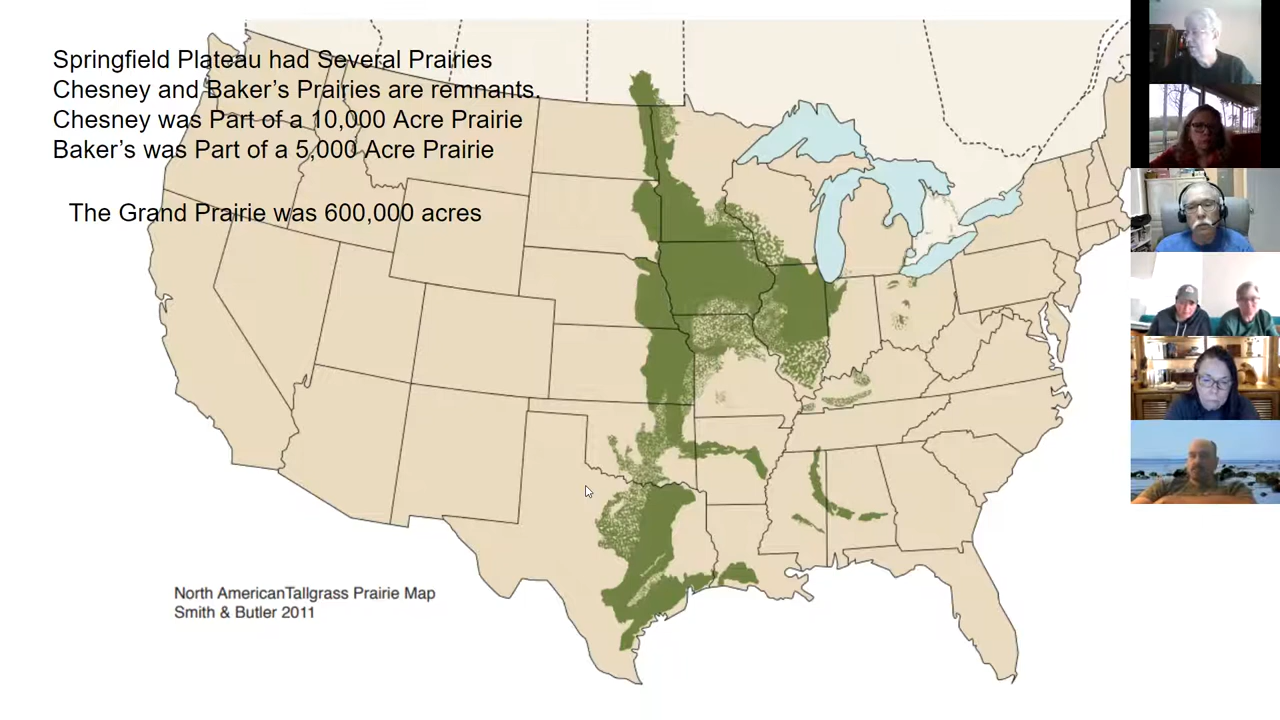 Springfield Plateau had Several Prairies
Chesney and Baker's Prairies are remnants.
Chesney was Part of a 10,000 Acre Prairie
Baker's was Part of a 5,000 Acre Prairie
The Grand Prairie was 600,000 acres
North AmericanTallgrass Prairie Map
Smith & Butler 2011